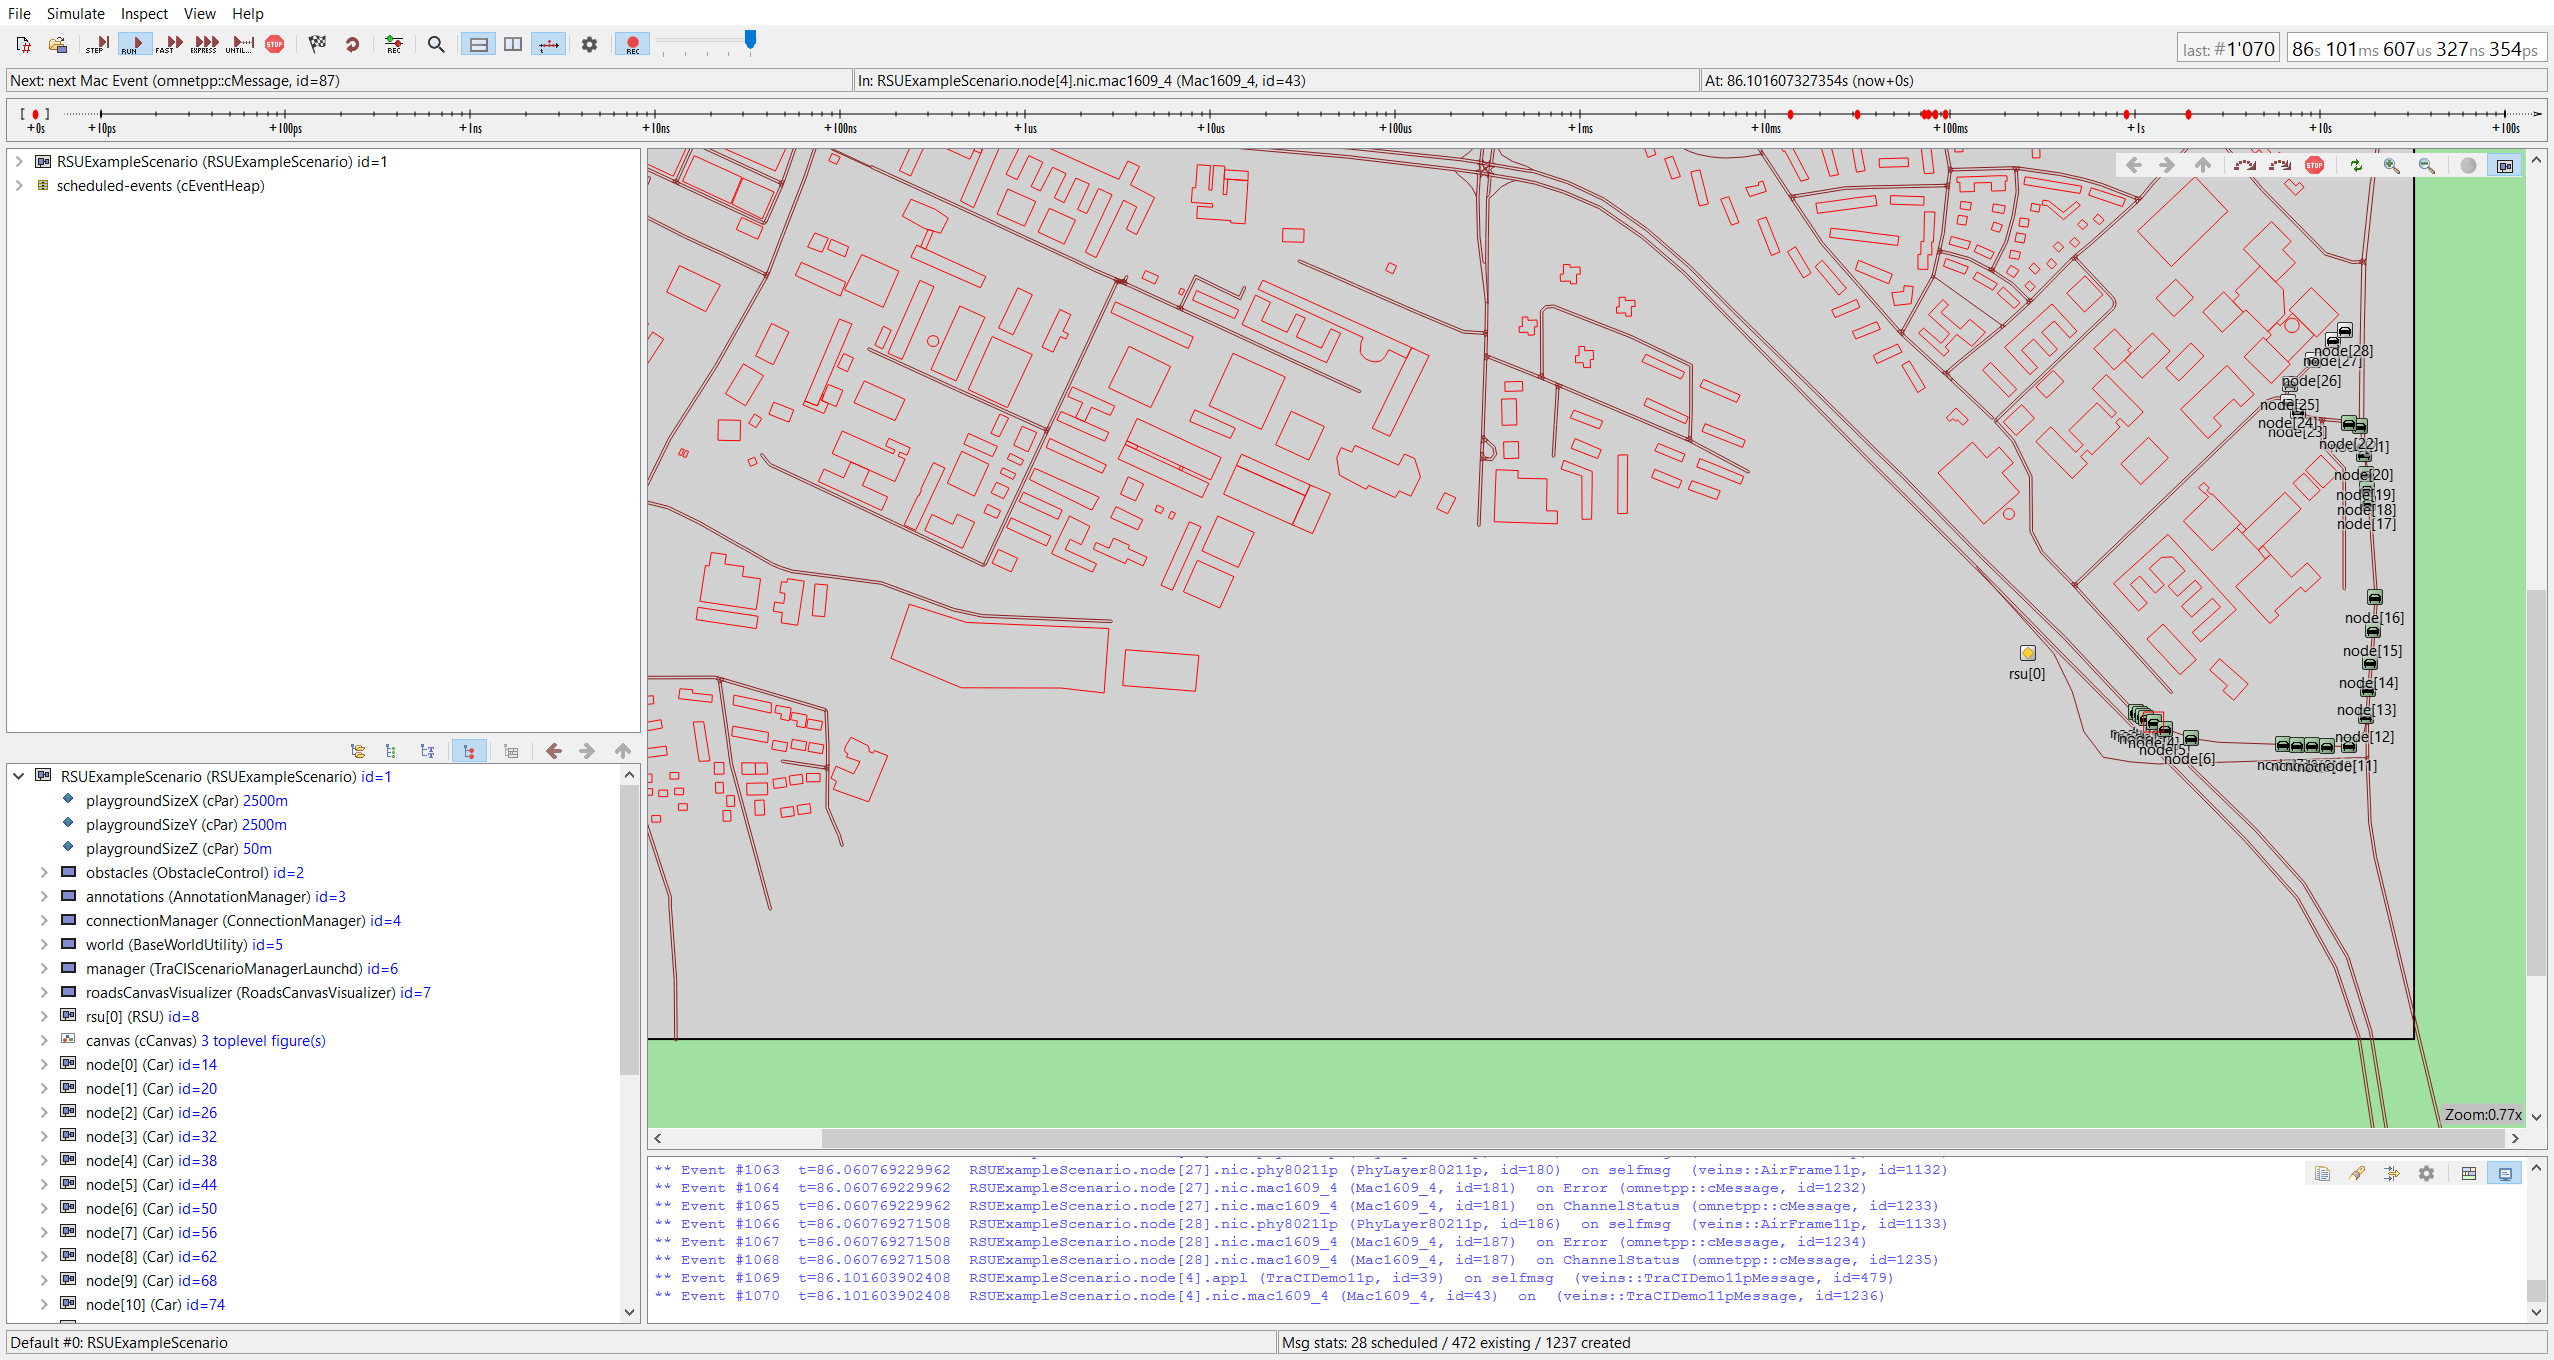 File Simulate Inspect View Help
STEP RUN FAST EXPRESS UNTIL... STOP REC REC
last: #1'070 86s 101ms 607us 327ns 354ps
Next: next Mac Event (omnetpp::cMessage, id=87) In: RSUExampleScenario.node[4].nic.mac1609_4 (Mac1609_4, id=43) At: 86.101607327354s (now+0s)
+0s +10ps +100ps +1ns +10ns +100ns +1us +10us +100us +1ms +10ms +100ms +1s +10s +100s
RSUExampleScenario (RSUExampleScenario) id=1
scheduled-events (cEventHeap)
STOP
node[28]
node[27]
node[26]
node[25]
node[24]
node[23]
node[22]
node[20]
node[19]
node[18]
node[17]
node[16]
node[15]
rsu[0]
node[14]
node[13]
node[12]
node[5]
node[6]
node[11]
Zoom:0.77x
RSUExampleScenario (RSUExampleScenario) id=1
playgroundSizeX (cPar) 2500m
playgroundSizeY (cPar) 2500m
playgroundSizeZ (cPar) 50m
obstacles (ObstacleControl) id=2
annotations (AnnotationManager) id=3
connectionManager (ConnectionManager) id=4
world (BaseWorldUtility) id=5
manager (TraCIScenarioManagerLaunchd) id=6
roadsCanvasVisualizer (RoadsCanvasVisualizer) id=7
rsu[0] (RSU) id=8
canvas (cCanvas) 3 toplevel figure(s)
node[0] (Car) id=14
node[1] (Car) id=20
node[2] (Car) id=26
node[3] (Car) id=32
node[4] (Car) id=38
node[5] (Car) id=44
node[6] (Car) id=50
node[7] (Car) id=56
node[8] (Car) id=62
node[9] (Car) id=68
node[10] (Car) id=74
** Event #1063 t=86.060769229962 RSUExampleScenario.node[27].nic.phy80211p (PhyLayer80211p, id=180) on selfmsg (veins::AirFrame11p, id=1132)
** Event #1064 t=86.060769229962 RSUExampleScenario.node[27].nic.mac1609_4 (Mac1609_4, id=181) on Error (omnetpp::cMessage, id=1232)
** Event #1065 t=86.060769229962 RSUExampleScenario.node[27].nic.mac1609_4 (Mac1609_4, id=181) on ChannelStatus (omnetpp::cMessage, id=1233)
** Event #1066 t=86.060769271508 RSUExampleScenario.node[28].nic.phy80211p (PhyLayer80211p, id=186) on selfmsg (veins::AirFrame11p, id=1133)
** Event #1067 t=86.060769271508 RSUExampleScenario.node[28].nic.mac1609_4 (Mac1609_4, id=187) on Error (omnetpp::cMessage, id=1234)
** Event #1068 t=86.060769271508 RSUExampleScenario.node[28].nic.mac1609_4 (Mac1609_4, id=187) on ChannelStatus (omnetpp::cMessage, id=1235)
** Event #1069 t=86.101603902408 RSUExampleScenario.node[4].appl (TraCIDemo11p, id=39) on selfmsg (veins::TraCIDemo11pMessage, id=479)
** Event #1070 t=86.101603902408 RSUExampleScenario.node[4].nic.mac1609_4 (Mac1609_4, id=43) on (veins::TraCIDemo11pMessage, id=1236)
Default #0: RSUExampleScenario Msg stats: 28 scheduled / 472 existing / 1237 created